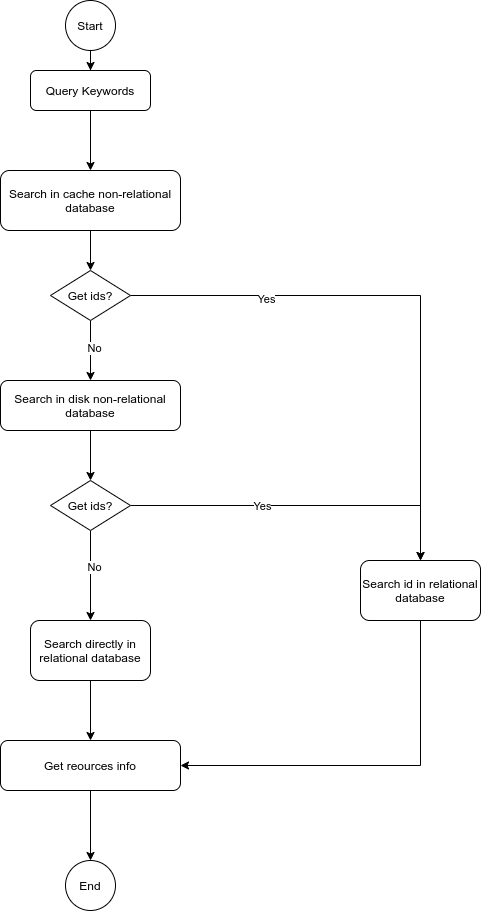 Start
Query Keywords
Search in cache non-relational
database
Get ids?
Yes
No
Search in disk non-relational
database
Get ids?
Yes
No
Search id in relational
database
Search directly in
relational database
Get reources info
End